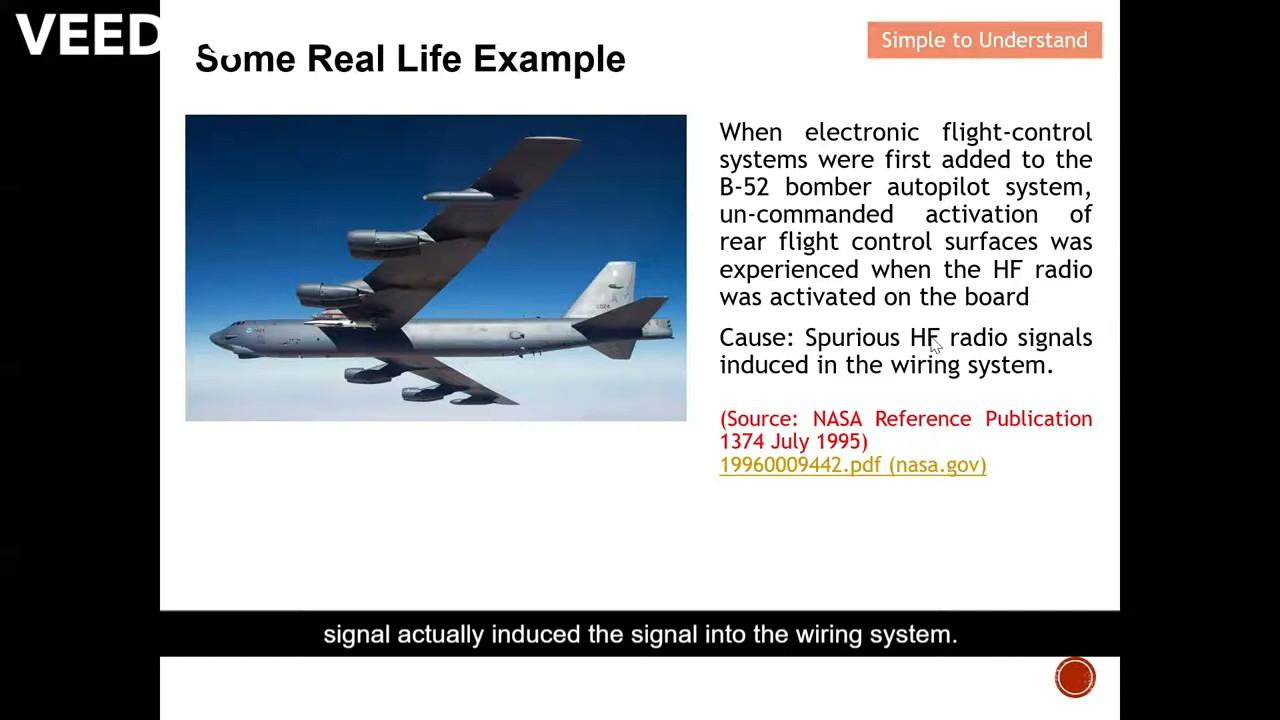 VEED
Some Real Life Example
Simple to Understand
When electronic flight-control
systems were first added to the
B-52 bomber autopilot system,
un-commanded activation of
rear flight control surfaces was
experienced when the HF radio
was activated on the board
Cause: Spurious HF radio signals
induced in the wiring system.
(Source: NASA Reference Publication
1374 July 1995)
19960009442.pdf (nasa.gov)
signal actually induced the signal into the wiring system.